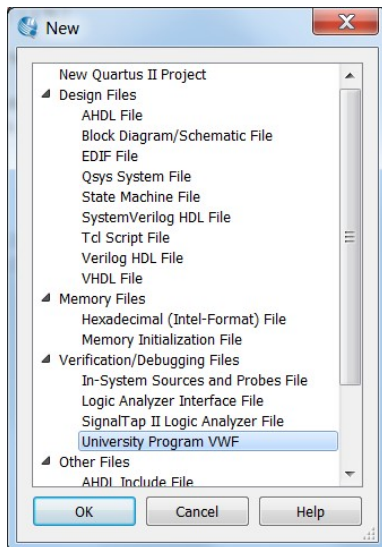 New
New Quartus II Project
Design Files
AHDL File
Block Diagram/Schematic File
EDIF File
Qsys System File
State Machine File
SystemVerilog HDL File
Tcl Script File
Verilog HDL File
VHDL File
Memory Files
Hexadecimal (Intel-Format) File
Memory Initialization File
Verification/Debugging Files
In-System Sources and Probes File
Logic Analyzer Interface File
SignalTap II Logic Analyzer File
University Program VWF
Other Files
AHDL Include File
OK Cancel Help